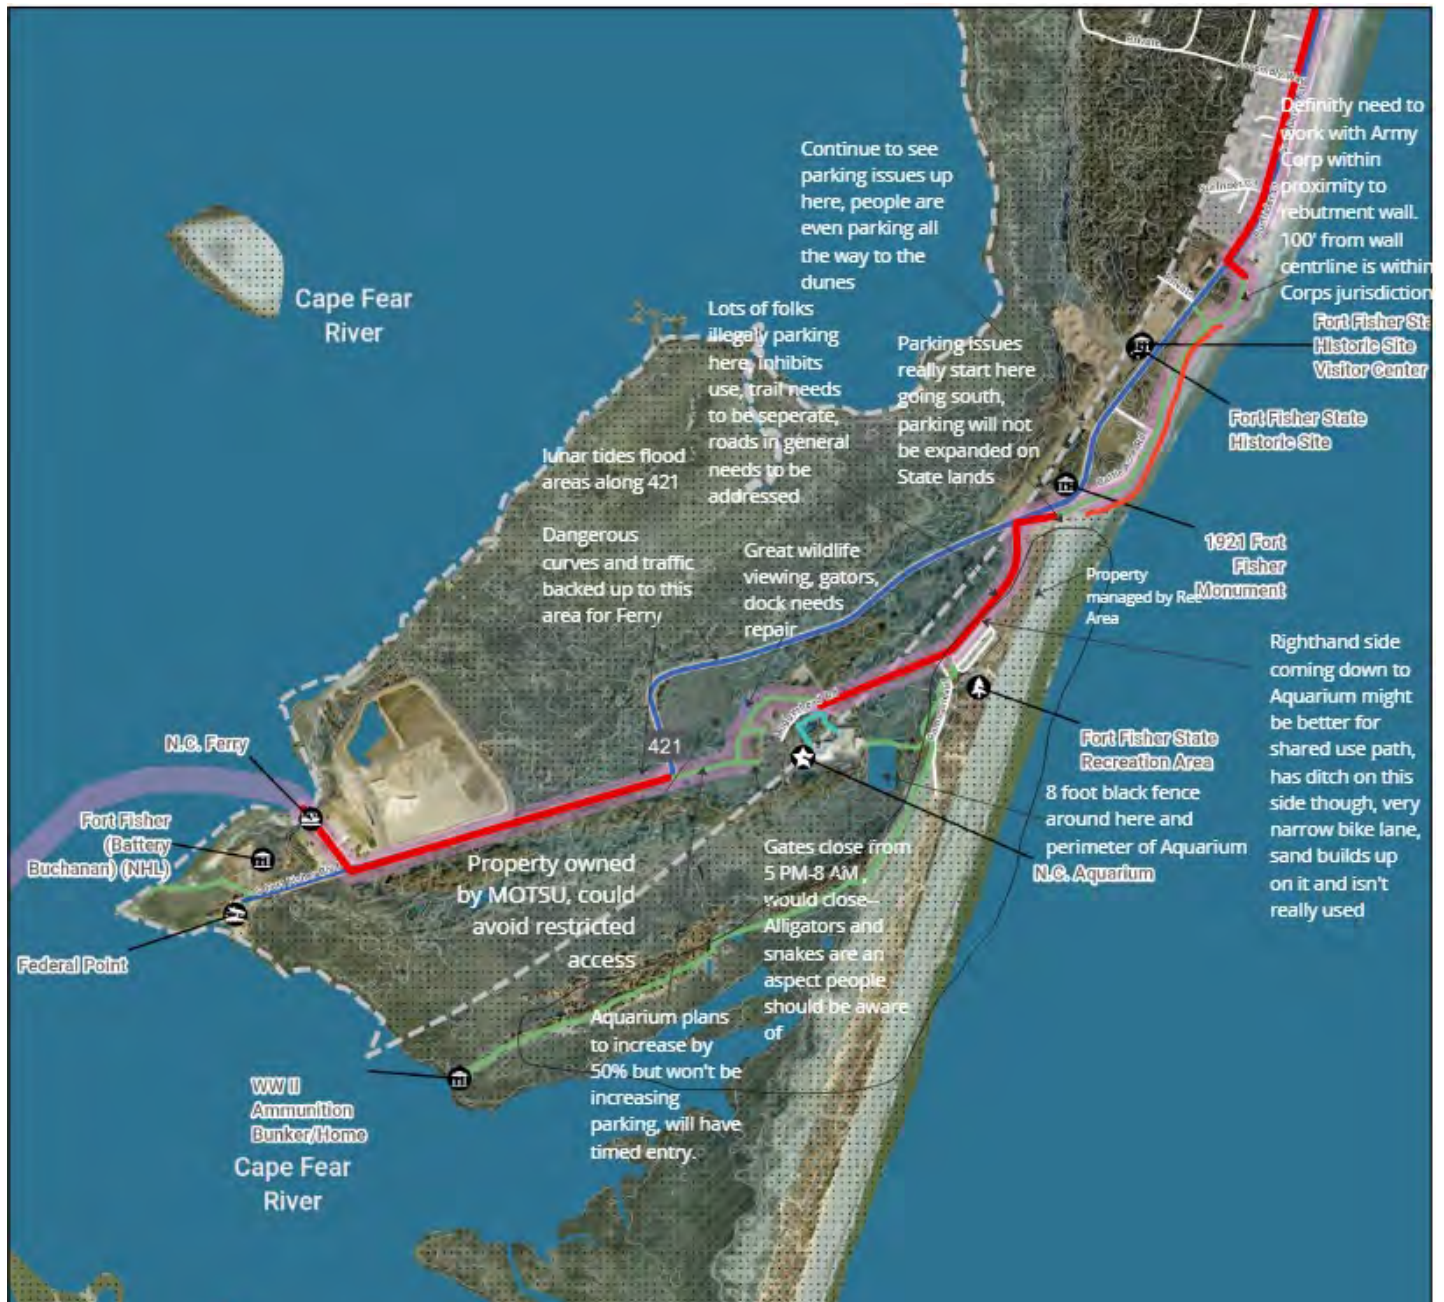 Private
Assembly Ave
Definitly need to
work with Army
Corp within
proximity to
rebutment wall.
100' from wall
centrline is within
Corps jurisdiction
Continue to see
parking issues up
here, people are
even parking all
the way to the
dunes
Cape Fear
River
Lots of folks
illegally parking
here, inhibits
use, trail needs
to be seperate,
roads in general
needs to be
addressed
Parking issues
really start here
going south,
parking will not
be expanded on
State lands
Fort Fisher Sta
Historic Site
Visitor Center
Fort Fisher State
Historic Site
lunar tides flood
areas along 421
Dangerous
curves and traffic
backed up to this
area for Ferry
Great wildlife
viewing, gators,
dock needs
repair
1921 Fort
Fisher
Monument
Property
managed by Rec
Area
Righthand side
coming down to
Aquarium might
be better for
shared use path,
has ditch on this
side though, very
narrow bike lane,
sand builds up
on it and isn't
really used
N.C. Ferry
421
Fort Fisher State
Recreation Area
8 foot black fence
around here and
perimeter of Aquarium
N.C. Aquarium
Fort Fisher
(Battery
Buchanan) (NHL)
Property owned
by MOTSU, could
avoid restricted
access
Gates close from
5 PM-8 AM ,
would close--
Alligators and
snakes are an
aspect people
should be aware
of
Federal Point
Aquarium plans
to increase by
50% but won't be
increasing
parking, will have
timed entry.
WW II
Ammunition
Bunker/Home
Cape Fear
River